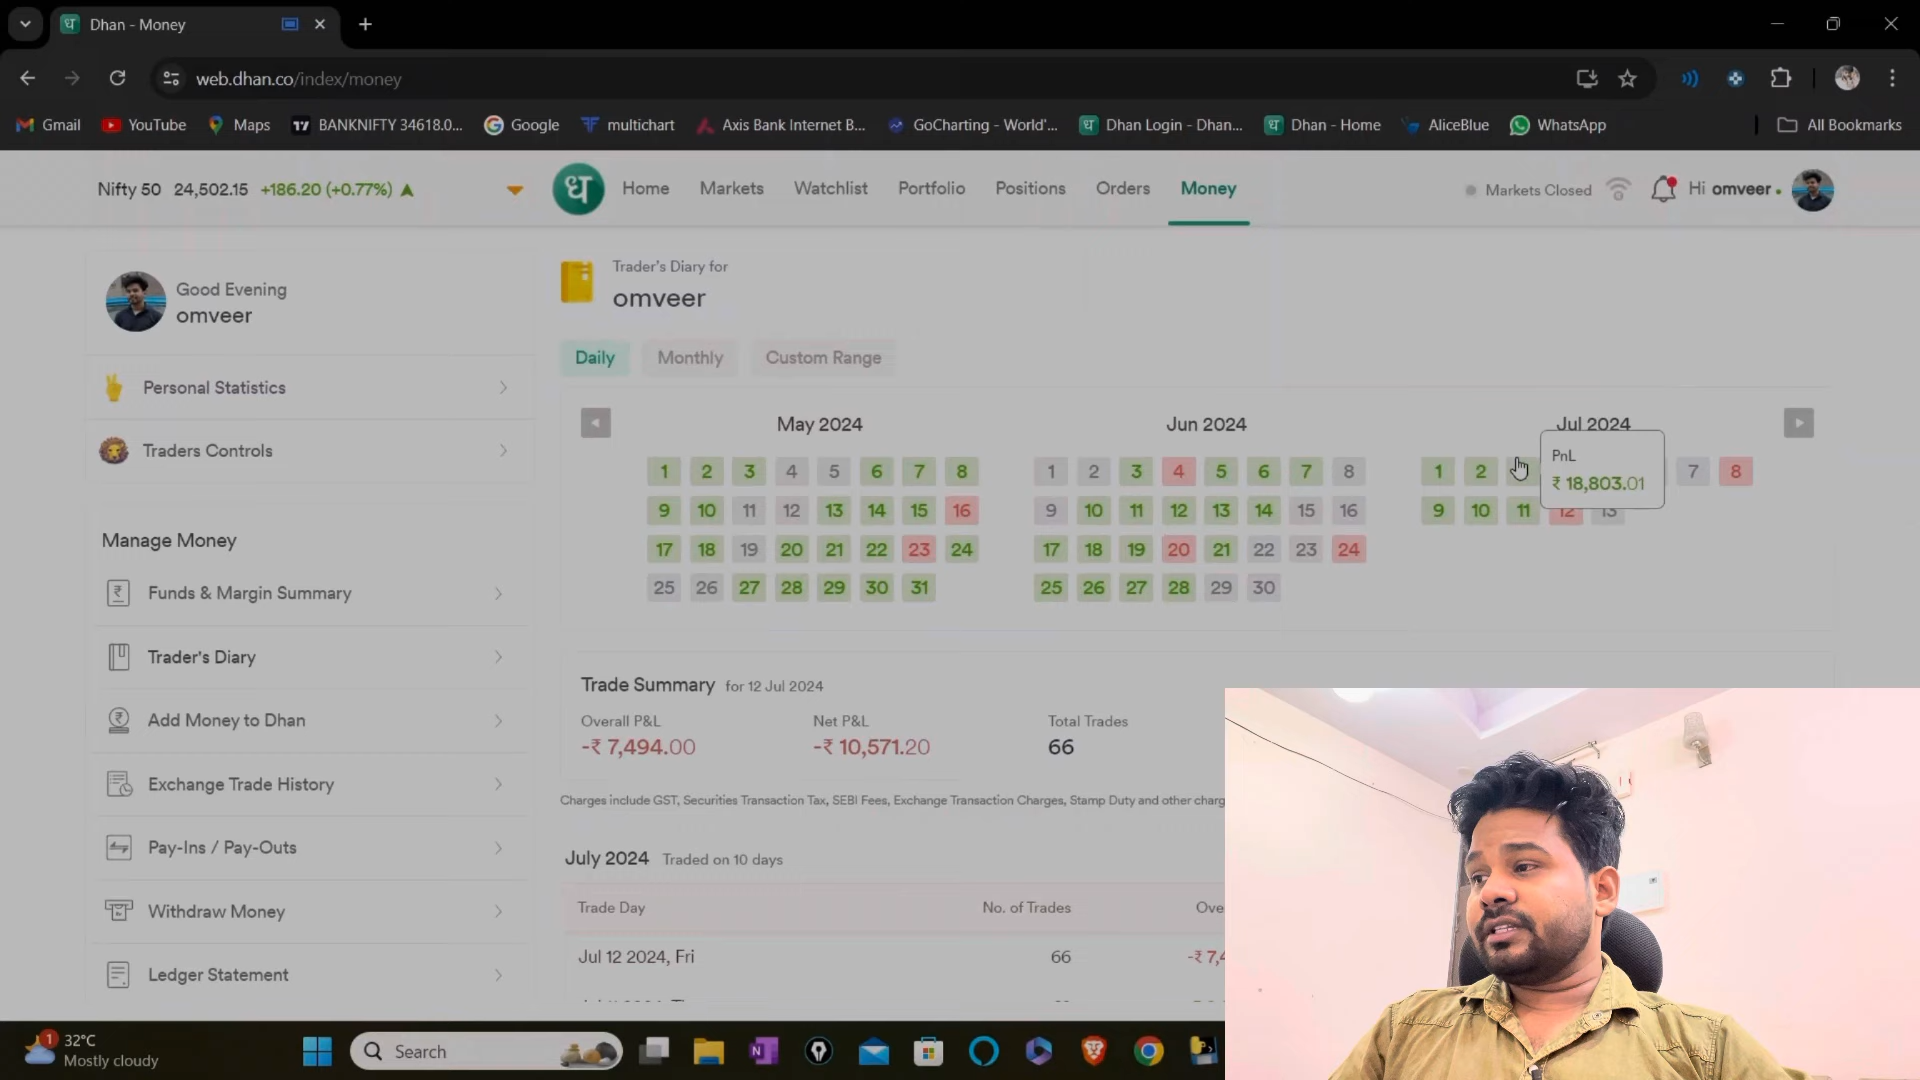 Dhan - Money
web.dhan.co/index/money
Gmail YouTube Maps BANKNIFTY 34618.0... Google multichart Axis Bank Internet B... GoCharting - World'... Dhan Login - Dhan... Dhan - Home AliceBlue WhatsApp All Bookmarks
Nifty 50 24,502.15 +186.20 (+0.77%) ध Home Markets Watchlist Portfolio Positions Orders Money Markets Closed Hi omveer
Good Evening
omveer
Personal Statistics
Traders Controls
Manage Money
Funds & Margin Summary
Trader's Diary
Add Money to Dhan
Exchange Trade History
Pay-Ins / Pay-Outs
Withdraw Money
Ledger Statement
Trader's Diary for
omveer
Daily Monthly Custom Range
May 2024
1 2 3 4 5 6 7 8
9 10 11 12 13 14 15 16
17 18 19 20 21 22 23 24
25 26 27 28 29 30 31
Jun 2024
1 2 3 4 5 6 7 8
9 10 11 12 13 14 15 16
17 18 19 20 21 22 23 24
25 26 27 28 29 30
Jul 2024
1 2 7 8
9 10 11 12 13
PnL
₹ 18,803.01
Trade Summary for 12 Jul 2024
Overall P&L Net P&L Total Trades
-₹ 7,494.00 -₹ 10,571.20 66
Charges include GST, Securities Transaction Tax, SEBI Fees, Exchange Transaction Charges, Stamp Duty and other charg
July 2024 Traded on 10 days
Trade Day No. of Trades Ove
Jul 12 2024, Fri 66 -₹ 7,4
1 32°C
Mostly cloudy
Search